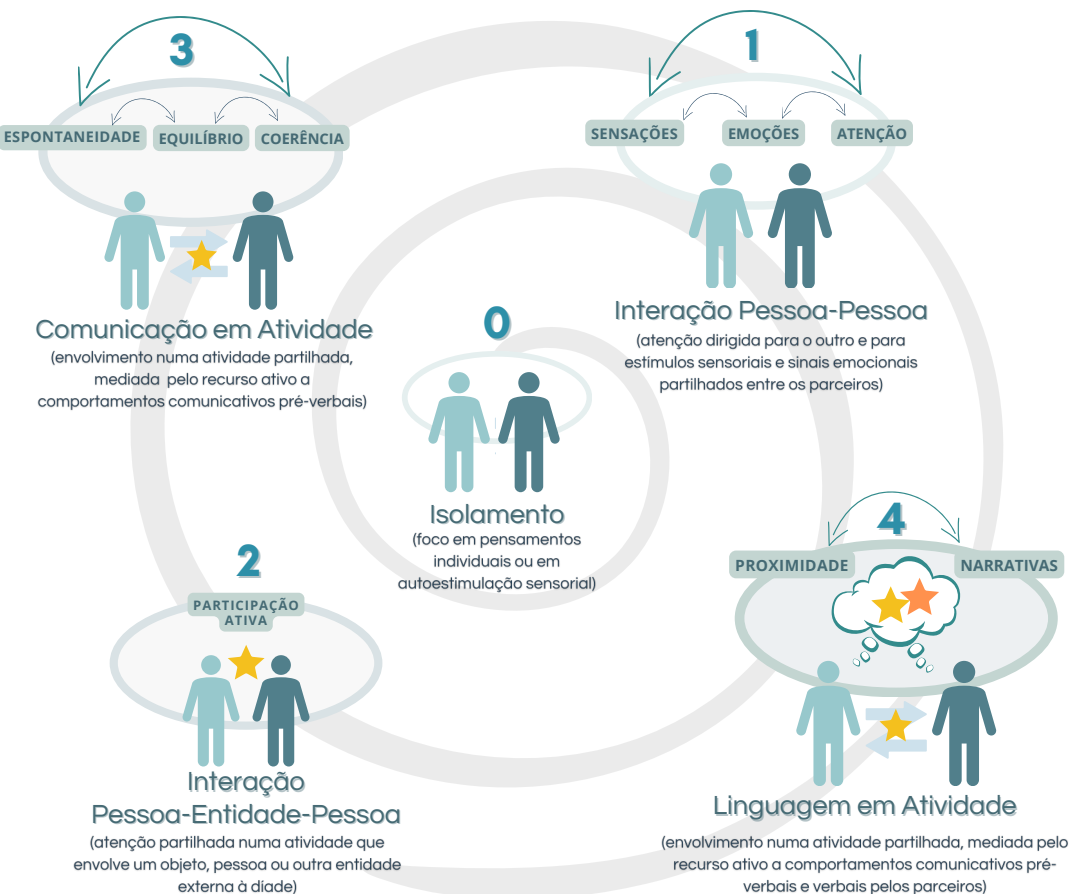 3
ESPONTANEIDADE
EQUILÍBRIO
COERÊNCIA
Comunicação em Atividade
(envolvimento numa atividade partilhada,
mediada pelo recurso ativo a
comportamentos comunicativos pré-verbais)
1
SENSAÇÕES
EMOÇÕES
ATENÇÃO
Interação Pessoa-Pessoa
(atenção dirigida para o outro e para
estímulos sensoriais e sinais emocionais
partilhados entre os parceiros)
0
Isolamento
(foco em pensamentos
individuais ou em
autoestimulação sensorial)
2
PARTICIPAÇÃO
ATIVA
Interação
Pessoa-Entidade-Pessoa
(atenção partilhada numa atividade que
envolve um objeto, pessoa ou outra entidade
externa à díade)
4
PROXIMIDADE
NARRATIVAS
Linguagem em Atividade
(envolvimento numa atividade partilhada, mediada pelo
recurso ativo a comportamentos comunicativos pré-
verbais e verbais pelos parceiros)